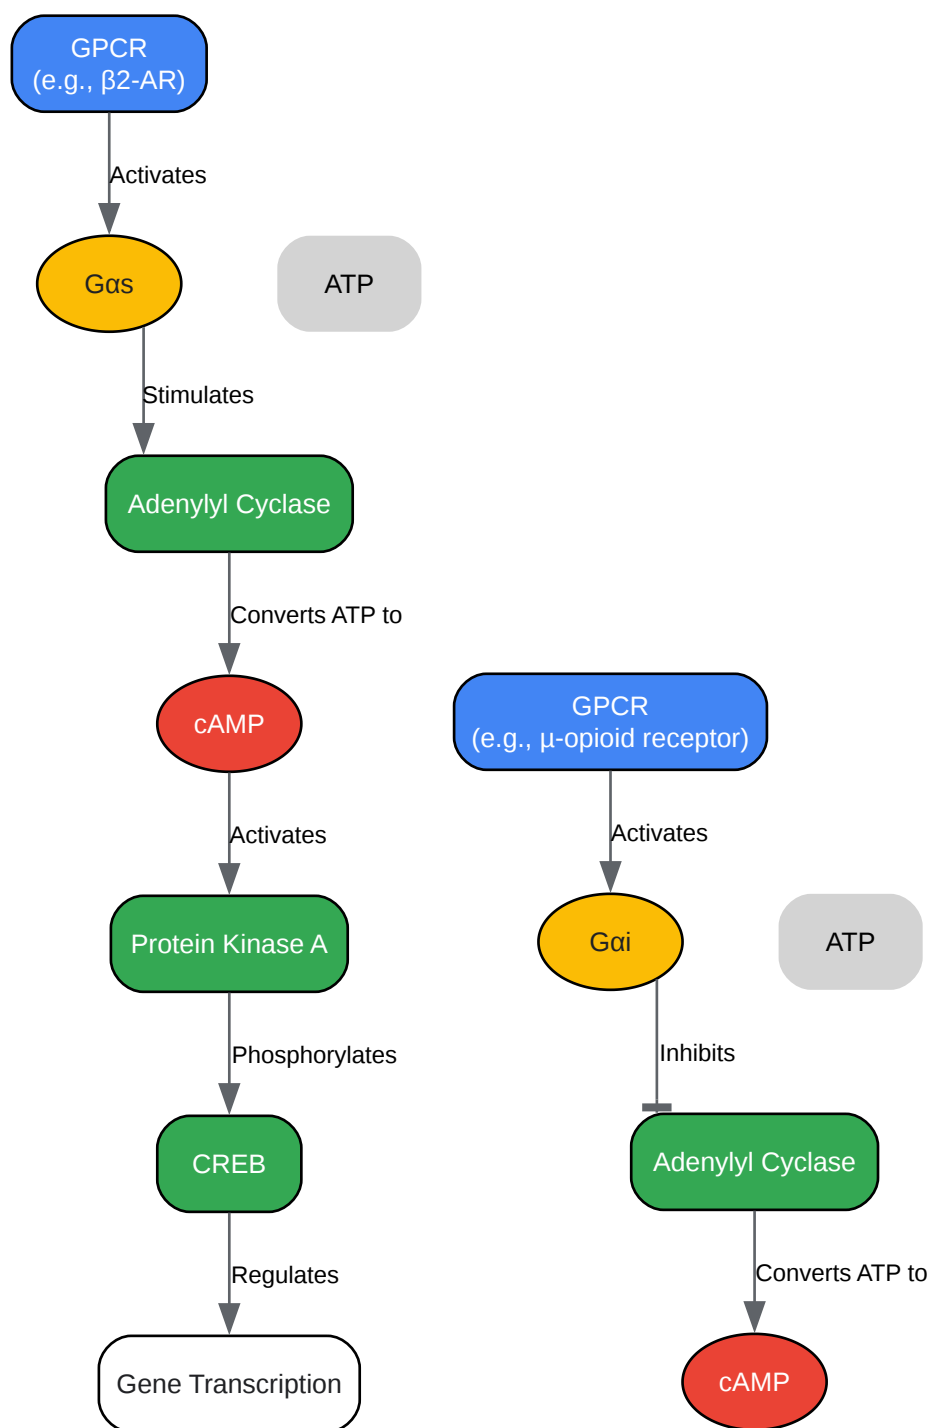 GPCR
(e.g., β2-AR)
Activates
Gαs
ATP
Stimulates
Adenylyl Cyclase
Converts ATP to
cAMP
Activates
Protein Kinase A
Phosphorylates
CREB
Regulates
Gene Transcription
GPCR
(e.g., μ-opioid receptor)
Activates
Gαi
ATP
Inhibits
Adenylyl Cyclase
Converts ATP to
cAMP